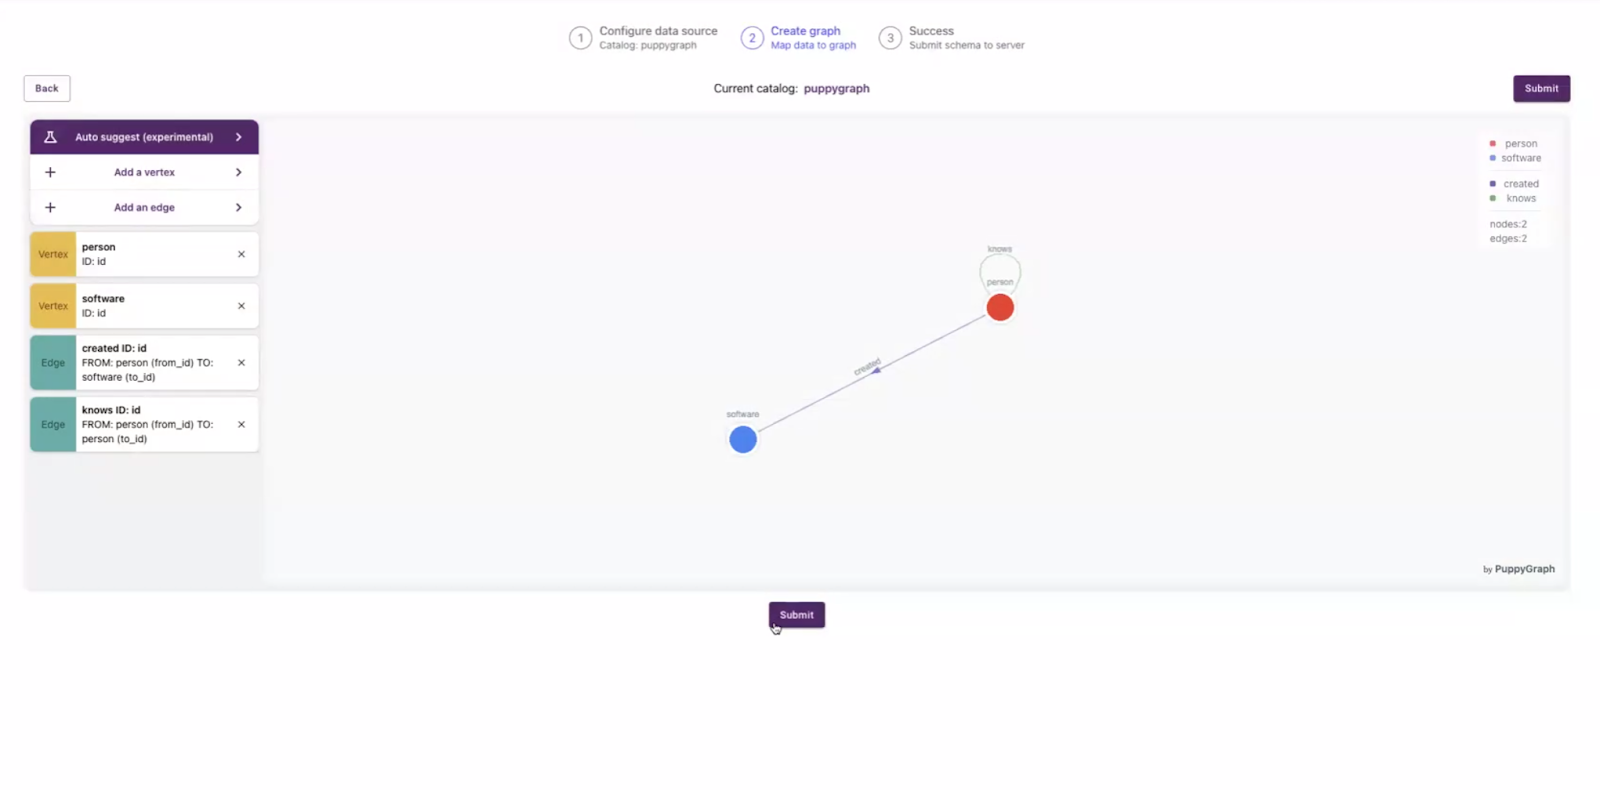 1
Configure data source
Catalog: puppygraph
2
Create graph
Map data to graph
3
Success
Submit schema to server
Back
Current catalog: puppygraph
Submit
Auto suggest (experimental)
Add a vertex
Add an edge
Vertex
person
ID: id
Vertex
software
ID: id
Edge
created ID: id
FROM: person (from_id) TO:
software (to_id)
Edge
knows ID: id
FROM: person (from_id) TO:
person (to_id)
knows
person
created
software
person
software
created
knows
nodes:2
edges:2
by PuppyGraph
Submit